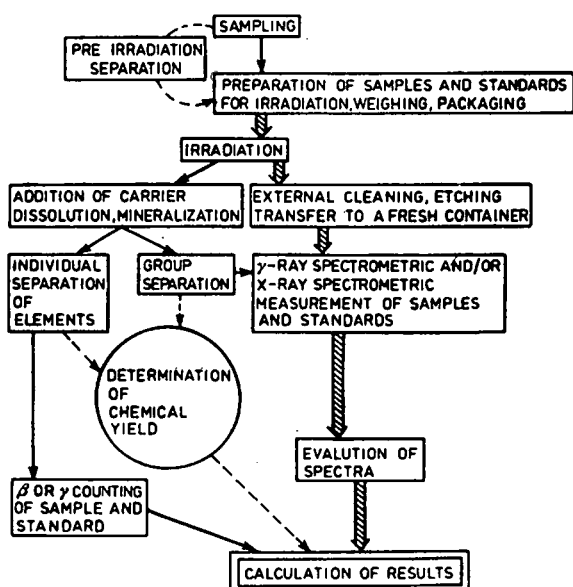 SAMPLING
PRE IRRADIATION
SEPARATION
PREPARATION OF SAMPLES AND STANDARDS
FOR IRRADIATION, WEIGHING, PACKAGING
IRRADIATION
ADDITION OF CARRIER
DISSOLUTION, MINERALIZATION
EXTERNAL CLEANING, ETCHING
TRANSFER TO A FRESH CONTAINER
INDIVIDUAL
SEPARATION
OF
ELEMENTS
GROUP
SEPARATION
γ-RAY SPECTROMETRIC AND/OR
X-RAY SPECTROMETRIC
MEASUREMENT OF SAMPLES
AND STANDARDS
DETERMINATION
OF
CHEMICAL
YIELD
EVALUTION OF
SPECTRA
β OR γ COUNTING
OF SAMPLE AND
STANDARD
CALCULATION OF RESULTS